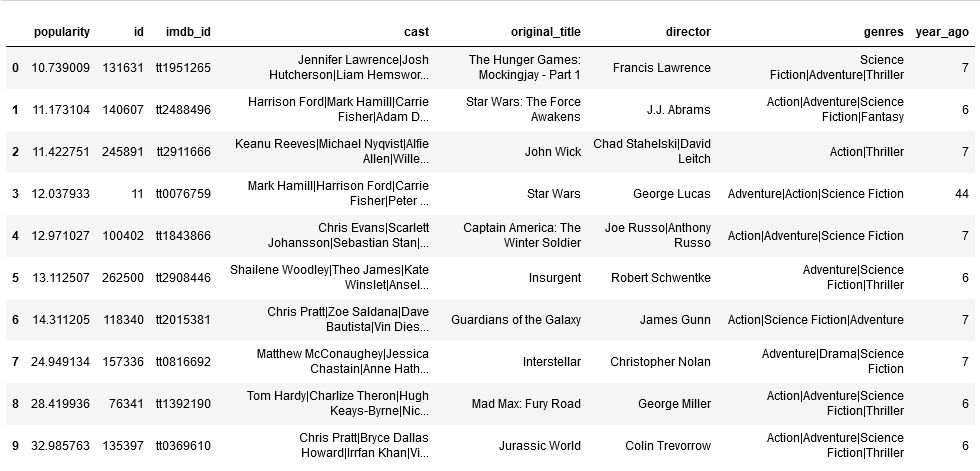 popularity id imdb_id cast original_title director genres year_ago
0 10.739009 131631 tt1951265 Jennifer Lawrence|Josh Hutcherson|Liam Hemswor... The Hunger Games: Mockingjay - Part 1 Francis Lawrence Science Fiction|Adventure|Thriller 7
1 11.173104 140607 tt2488496 Harrison Ford|Mark Hamill|Carrie Fisher|Adam D... Star Wars: The Force Awakens J.J. Abrams Action|Adventure|Science Fiction|Fantasy 6
2 11.422751 245891 tt2911666 Keanu Reeves|Michael Nyqvist|Alfie Allen|Wille... John Wick Chad Stahelski|David Leitch Action|Thriller 7
3 12.037933 11 tt0076759 Mark Hamill|Harrison Ford|Carrie Fisher|Peter ... Star Wars George Lucas Adventure|Action|Science Fiction 44
4 12.971027 100402 tt1843866 Chris Evans|Scarlett Johansson|Sebastian Stan|... Captain America: The Winter Soldier Joe Russo|Anthony Russo Action|Adventure|Science Fiction 7
5 13.112507 262500 tt2908446 Shailene Woodley|Theo James|Kate Winslet|Ansel... Insurgent Robert Schwentke Adventure|Science Fiction|Thriller 6
6 14.311205 118340 tt2015381 Chris Pratt|Zoe Saldana|Dave Bautista|Vin Dies... Guardians of the Galaxy James Gunn Action|Science Fiction|Adventure 7
7 24.949134 157336 tt0816692 Matthew McConaughey|Jessica Chastain|Anne Hath... Interstellar Christopher Nolan Adventure|Drama|Science Fiction 7
8 28.419936 76341 tt1392190 Tom Hardy|Charlize Theron|Hugh Keays-Byrne|Nic... Mad Max: Fury Road George Miller Action|Adventure|Science Fiction|Thriller 6
9 32.985763 135397 tt0369610 Chris Pratt|Bryce Dallas Howard|Irrfan Khan|Vi... Jurassic World Colin Trevorrow Action|Adventure|Science Fiction|Thriller 6